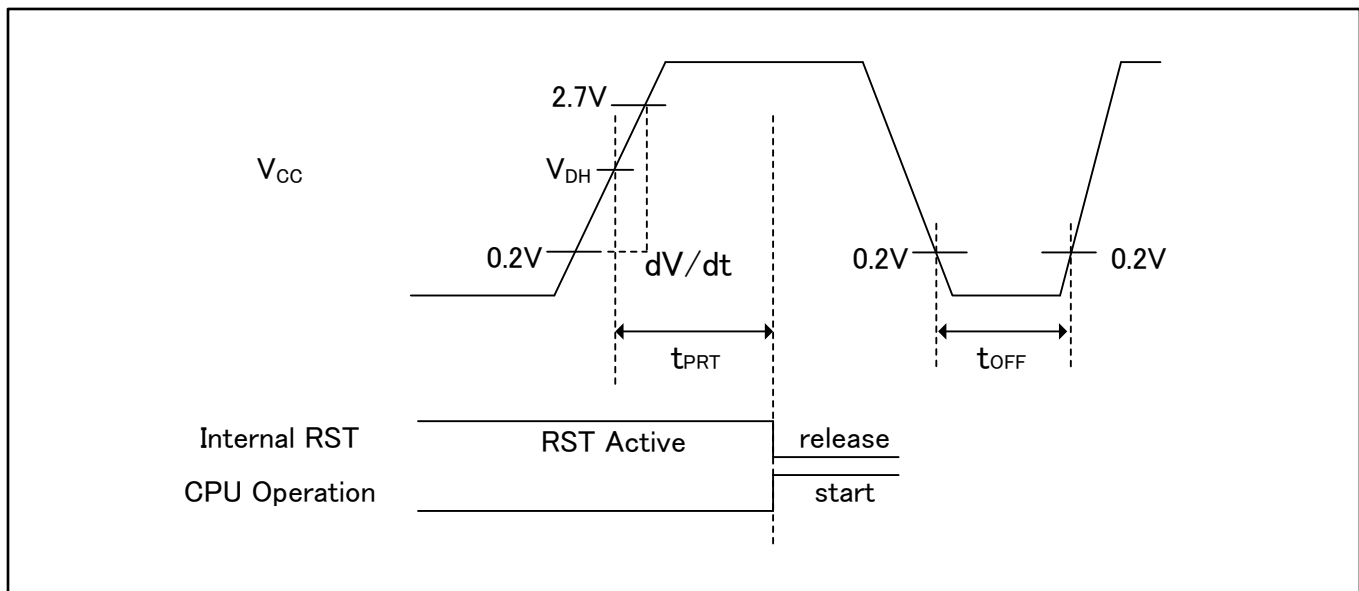 2.7V
VCC
VDH
0.2V
dV/dt
0.2V
0.2V
tPRT
tOFF
Internal RST
RST Active
release
CPU Operation
start